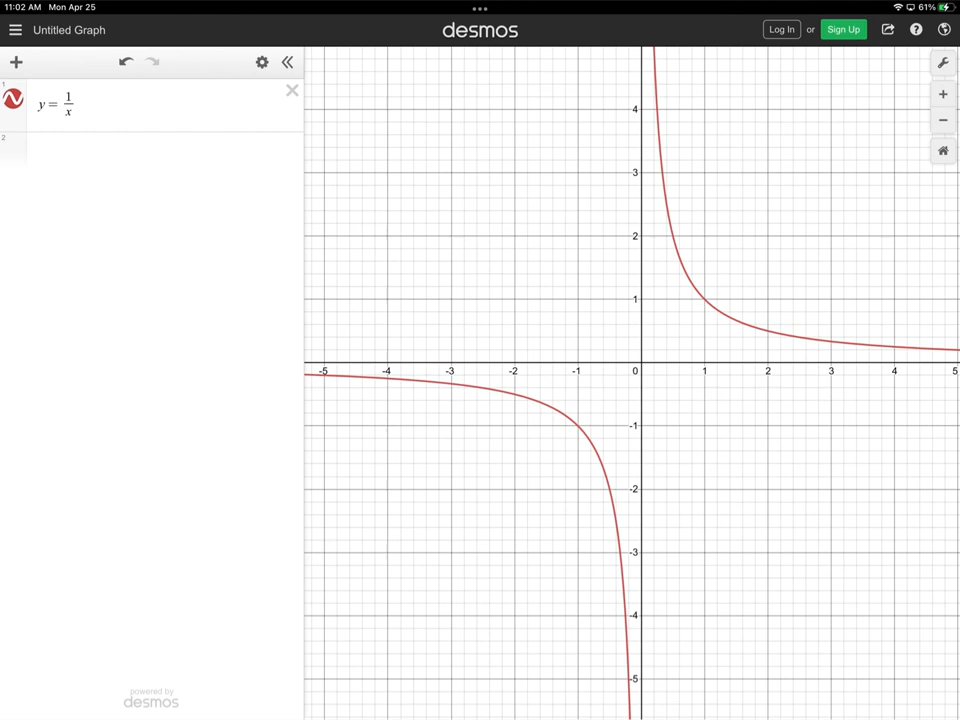 11:02 AM Mon Apr 25
61%
Untitled Graph
desmos
Log In or Sign Up
1
y = 1/x
2
4
3
2
1
-5 -4 -3 -2 -1 0 1 2 3 4 5
-1
-2
-3
-4
-5
powered by
desmos